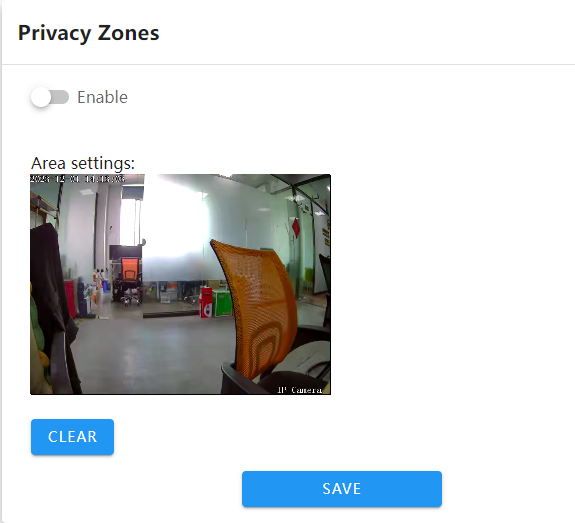 Privacy Zones
Enable
Area settings:
IP Camera
CLEAR
SAVE